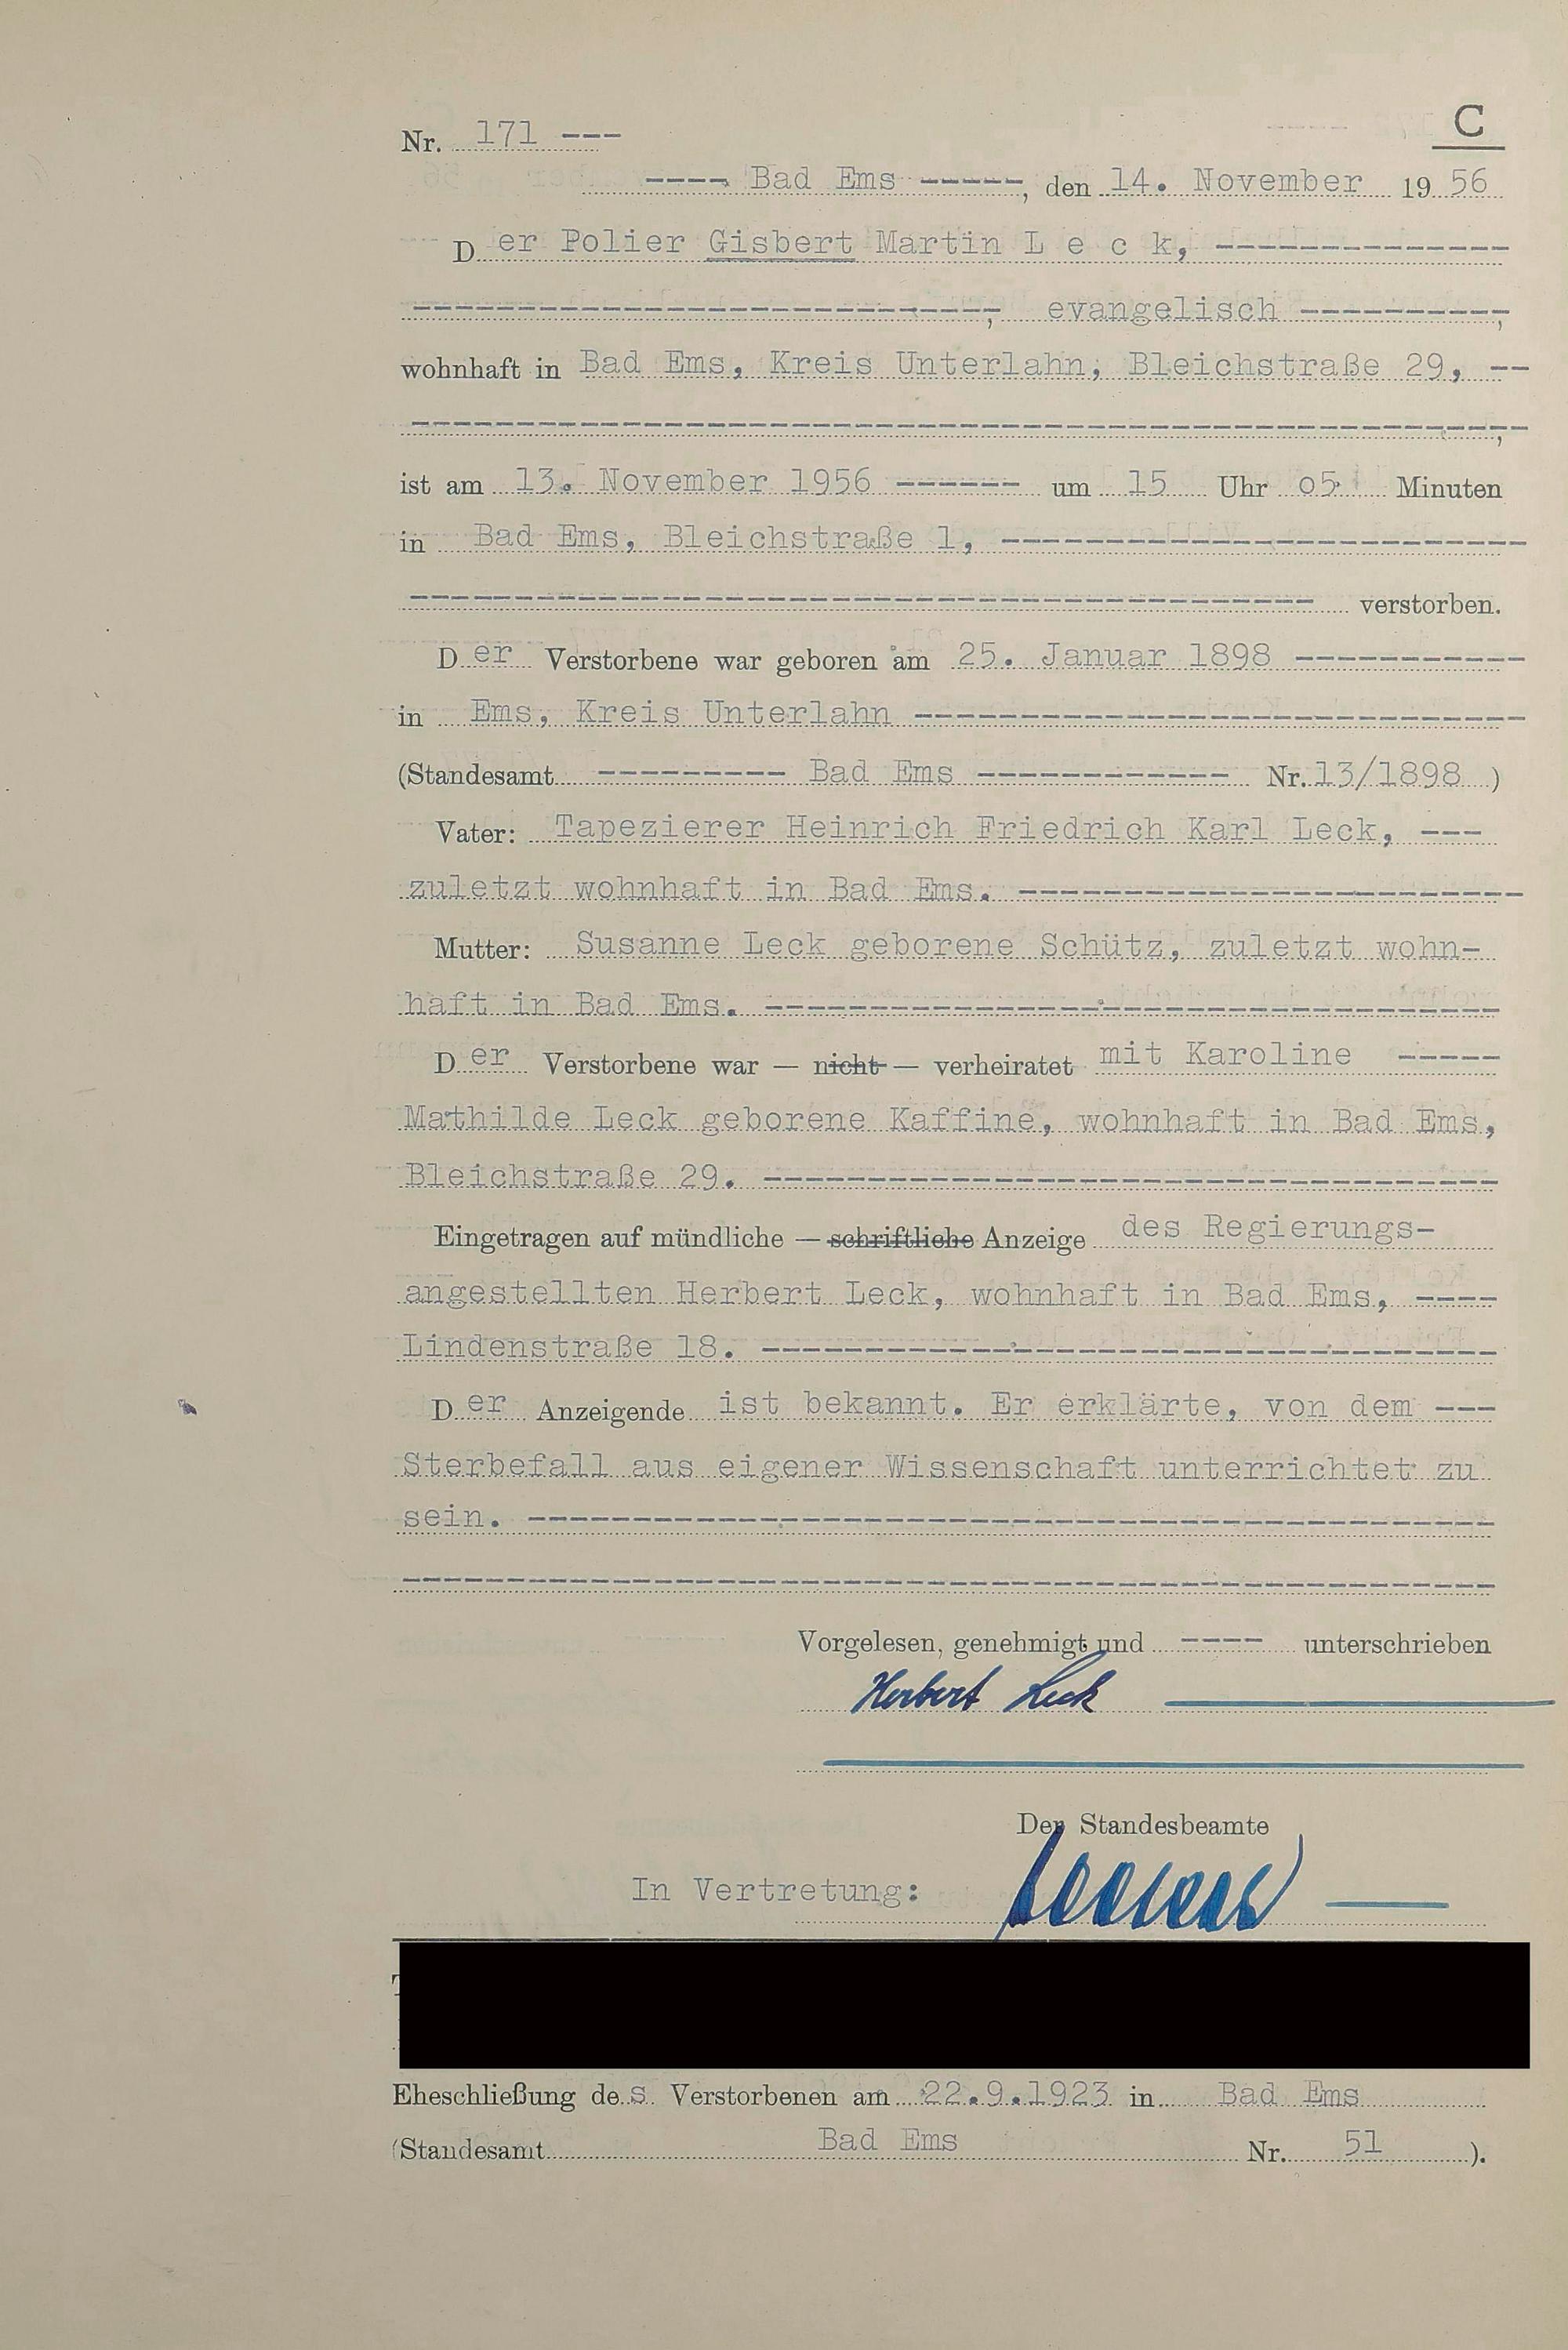 C
Nr. 171 ---
---- Bad Ems -----, den 14. November 1956
Der Polier Gisbert Martin L e c k, --------------
----------------------------, evangelisch ----------,
wohnhaft in Bad Ems, Kreis Unterlahn, Bleichstraße 29, --
-----------------------------------------------------,
ist am 13. November 1956 ------ um 15 Uhr 05 Minuten
in Bad Ems, Bleichstraße 1, -------------------------
------------------------------------------- verstorben.
Der Verstorbene war geboren am 25. Januar 1898 -----------
in Ems, Kreis Unterlahn -----------------------------
(Standesamt --------- Bad Ems ------------ Nr. 13/1898)
Vater: Tapezierer Heinrich Friedrich Karl Leck, ---
zuletzt wohnhaft in Bad Ems. ------------------------
Mutter: Susanne Leck geborene Schütz, zuletzt wohn-
haft in Bad Ems. -----------------------------------
Der Verstorbene war — nicht — verheiratet mit Karoline -----
Mathilde Leck geborene Kaffine, wohnhaft in Bad Ems,
Bleichstraße 29. -----------------------------------
Eingetragen auf mündliche — schriftliche Anzeige des Regierungs-
angestellten Herbert Leck, wohnhaft in Bad Ems, ----
Lindenstraße 18. -----------------------------------
Der Anzeigende ist bekannt. Er erklärte, von dem ---
Sterbefall aus eigener Wissenschaft unterrichtet zu
sein. ----------------------------------------------
----------------------------------------------------
Vorgelesen, genehmigt und ---- unterschrieben
Herbert Leck
Der Standesbeamte
In Vertretung:
Eheschließung des Verstorbenen am 22.9.1923 in Bad Ems
(Standesamt Bad Ems Nr. 51 ).